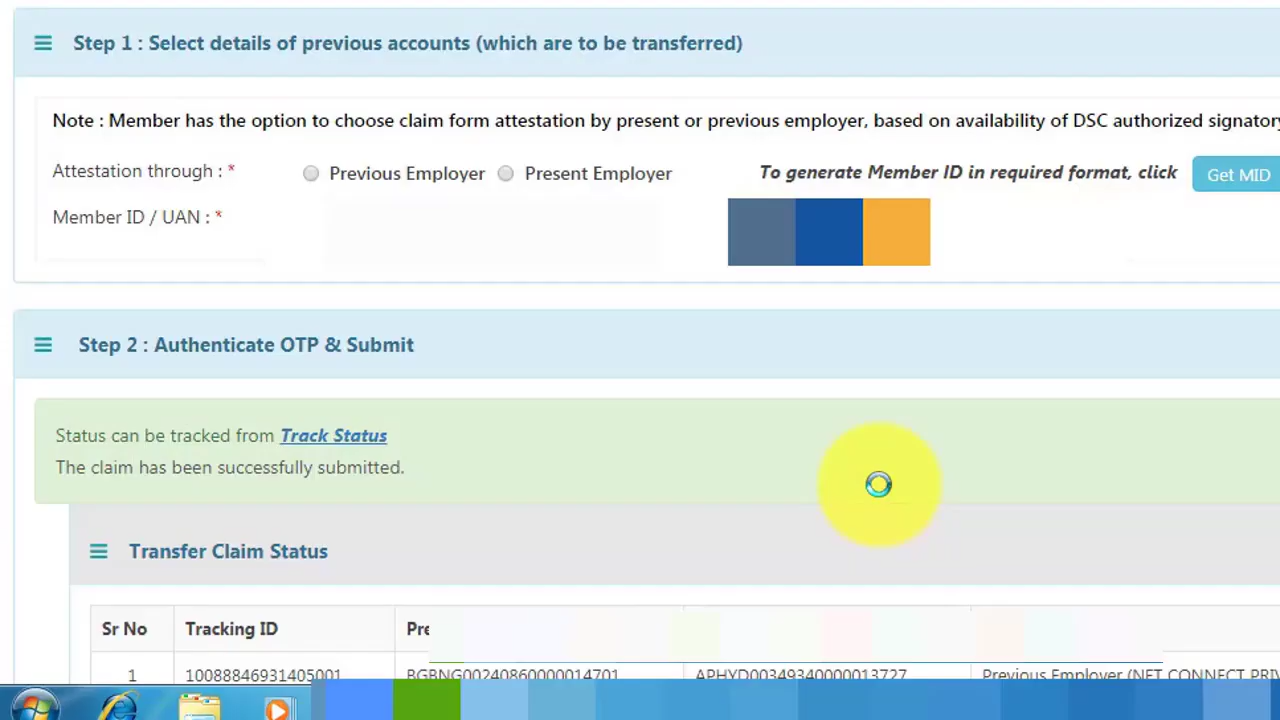 Step 1 : Select details of previous accounts (which are to be transferred)
Note : Member has the option to choose claim form attestation by present or previous employer, based on availability of DSC authorized signatory
Attestation through : * Previous Employer Present Employer To generate Member ID in required format, click Get MID
Member ID / UAN : *
Step 2 : Authenticate OTP & Submit
Status can be tracked from Track Status
The claim has been successfully submitted.
Transfer Claim Status
Sr No Tracking ID Pre
1 10088846931405001 BGBNG00240860000014701 APHYD00349340000013727 Previous Employer (NET CONNECT PRI